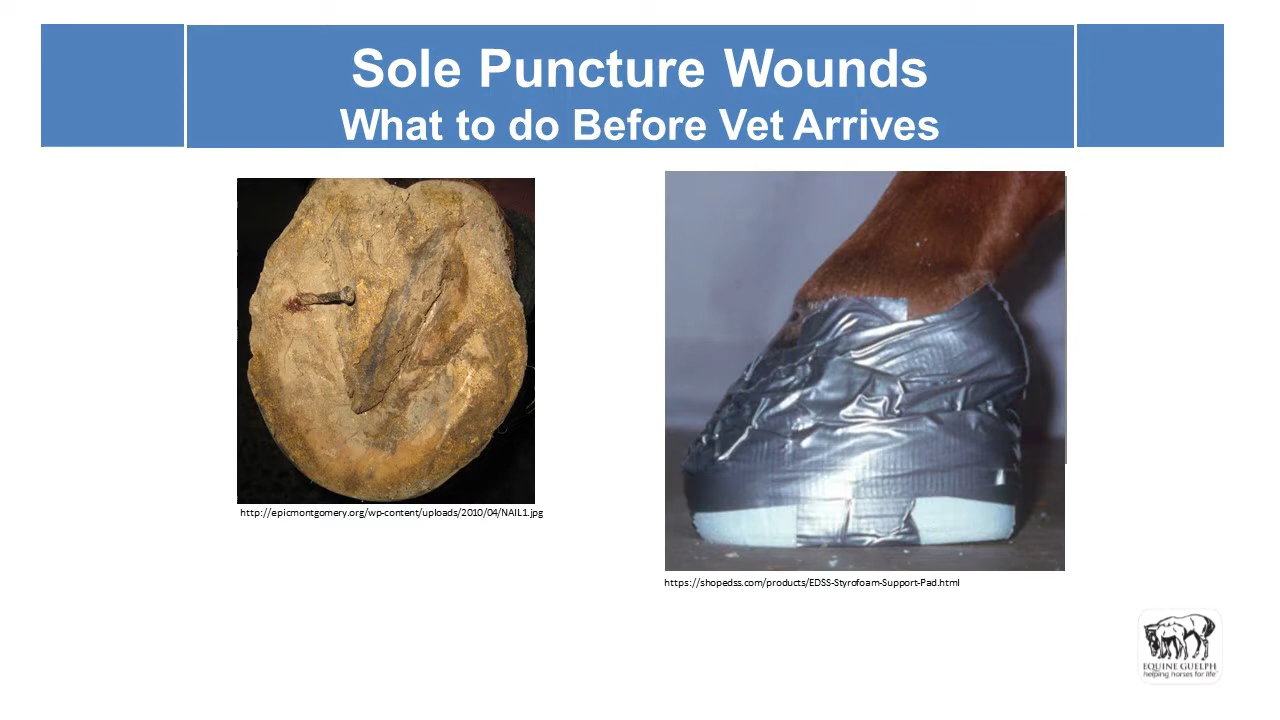 Sole Puncture Wounds
What to do Before Vet Arrives
http://epicmontgomery.org/wp-content/uploads/2010/04/NAIL1.jpg
https://shopedss.com/products/EDSS-Styrofoam-Support-Pad.html
EQUINE GUELPH
helping horses for life